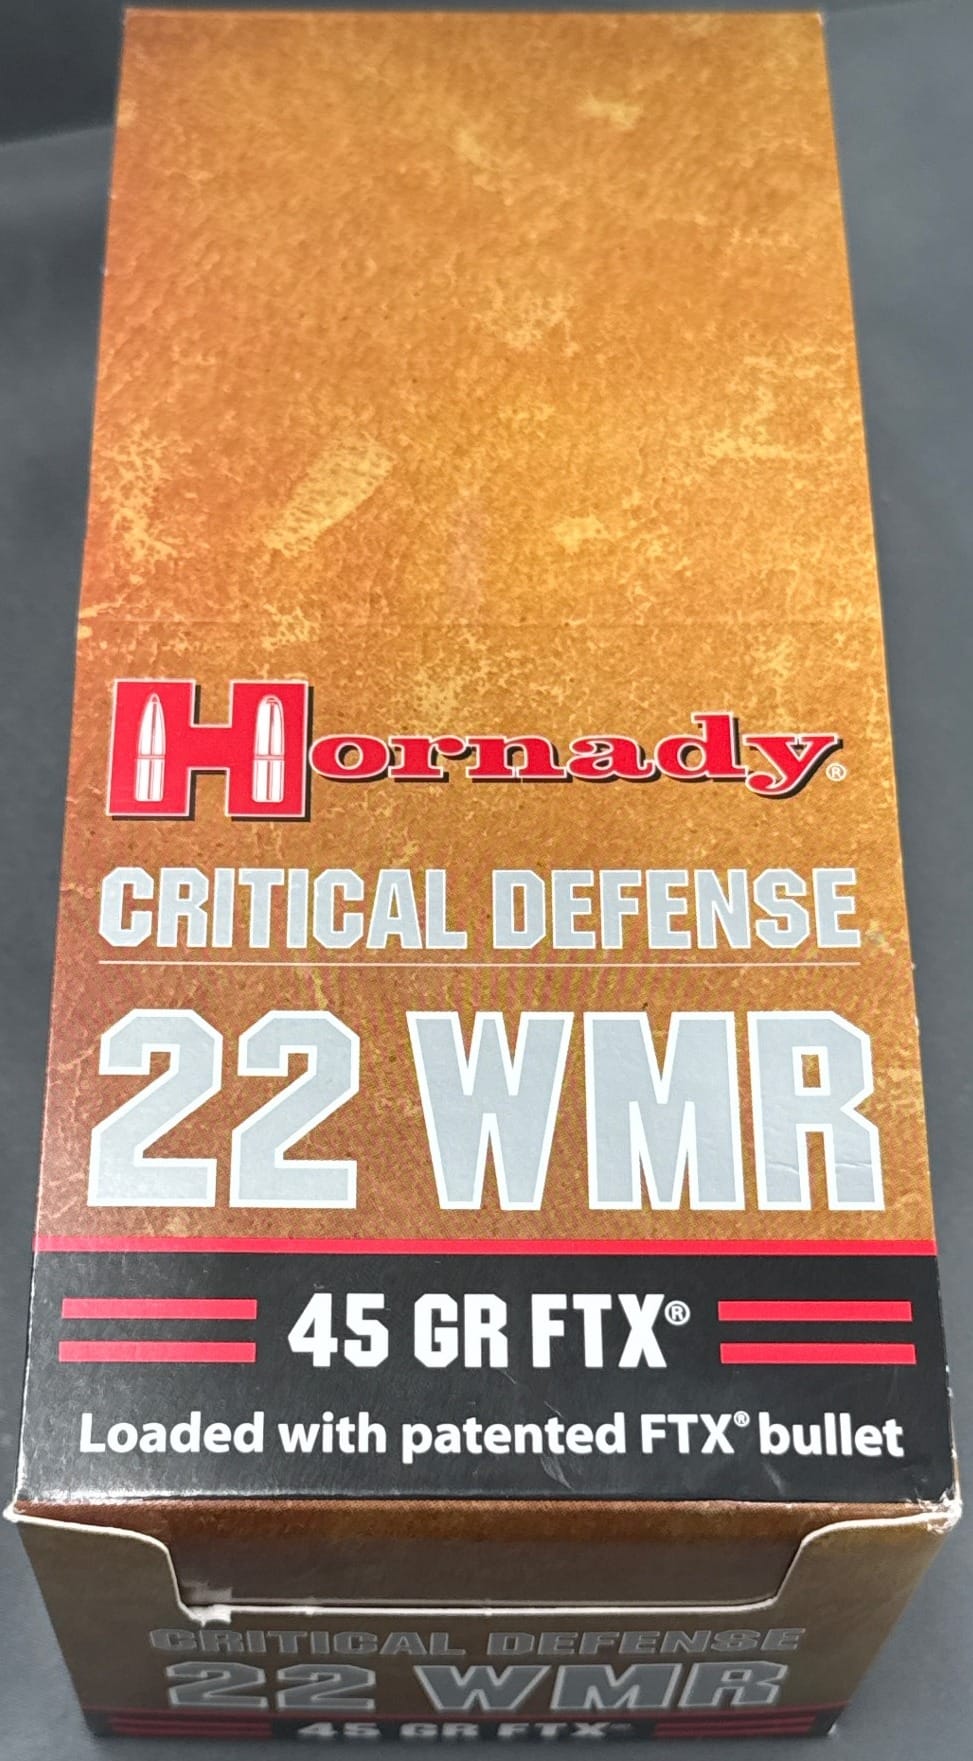 Hornady®
CRITICAL DEFENSE
22 WMR
45 GR FTX®
Loaded with patented FTX® bullet
CRITICAL DEFENSE
22 WMR
45 GR FTX®